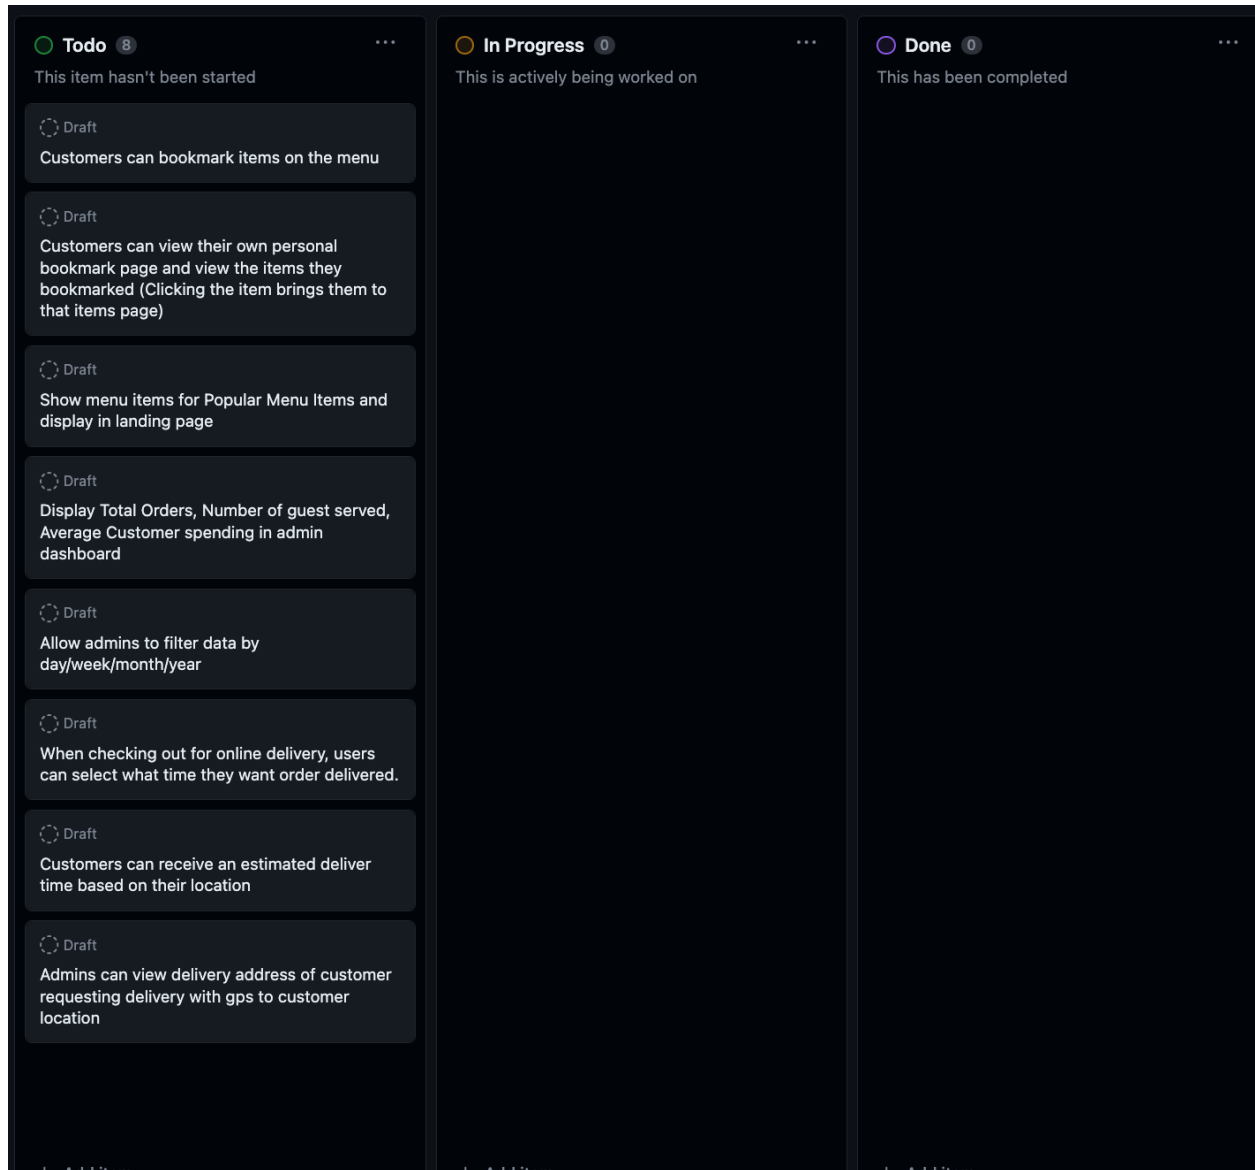 Todo 8
This item hasn't been started
Draft
Customers can bookmark items on the menu
Draft
Customers can view their own personal
bookmark page and view the items they
bookmarked (Clicking the item brings them to
that items page)
Draft
Show menu items for Popular Menu Items and
display in landing page
Draft
Display Total Orders, Number of guest served,
Average Customer spending in admin
dashboard
Draft
Allow admins to filter data by
day/week/month/year
Draft
When checking out for online delivery, users
can select what time they want order delivered.
Draft
Customers can receive an estimated deliver
time based on their location
Draft
Admins can view delivery address of customer
requesting delivery with gps to customer
location
In Progress 0
This is actively being worked on
Done 0
This has been completed